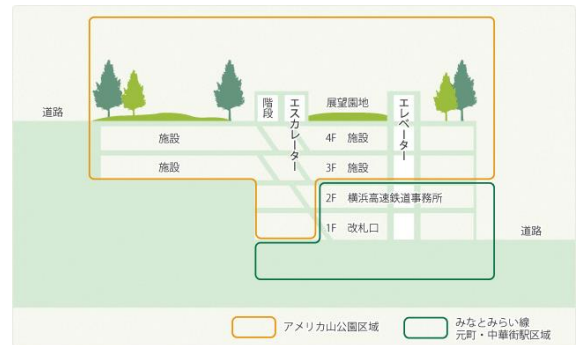 道路
階段
エスカレーター
展望園地
エレベーター
施設
4F 施設
施設
3F 施設
2F 横浜高速鉄道事務所
1F 改札口
道路
アメリカ山公園区域
みなとみらい線
元町・中華街駅区域